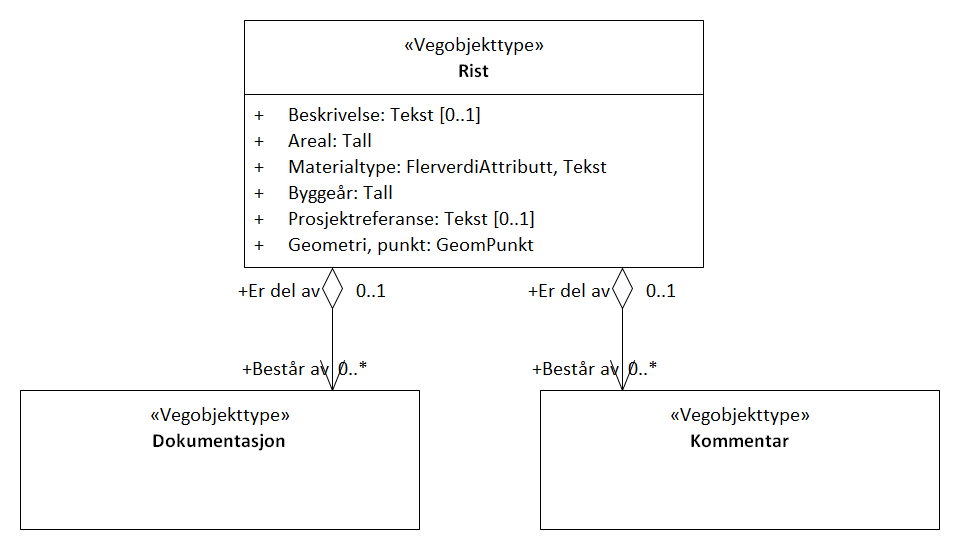 «Vegobjekttype»
Rist
+ Beskrivelse: Tekst [0..1]
+ Areal: Tall
+ Materialtype: FlerverdiAttributt, Tekst
+ Byggeår: Tall
+ Prosjektreferanse: Tekst [0..1]
+ Geometri, punkt: GeomPunkt
+Er del av 0..1 +Er del av 0..1
+Består av 0..* +Består av 0..*
«Vegobjekttype» «Vegobjekttype»
Dokumentasjon Kommentar